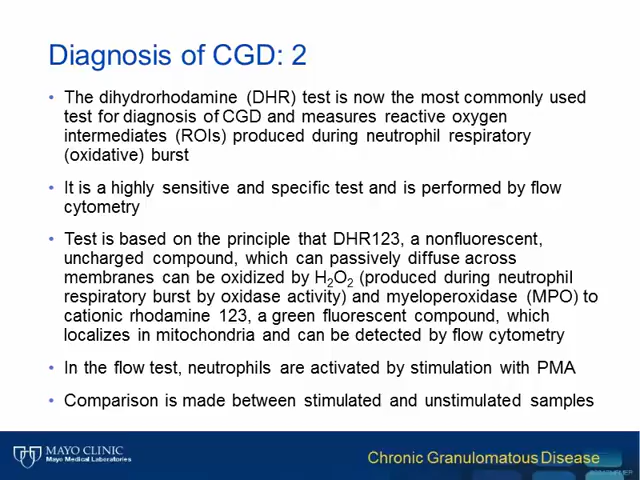 Diagnosis of CGD: 2
• The dihydrorhodamine (DHR) test is now the most commonly used
test for diagnosis of CGD and measures reactive oxygen
intermediates (ROIs) produced during neutrophil respiratory
(oxidative) burst
• It is a highly sensitive and specific test and is performed by flow
cytometry
• Test is based on the principle that DHR123, a nonfluorescent,
uncharged compound, which can passively diffuse across
membranes can be oxidized by H₂O₂ (produced during neutrophil
respiratory burst by oxidase activity) and myeloperoxidase (MPO) to
cationic rhodamine 123, a green fluorescent compound, which
localizes in mitochondria and can be detected by flow cytometry
• In the flow test, neutrophils are activated by stimulation with PMA
• Comparison is made between stimulated and unstimulated samples
MAYO CLINIC
Mayo Medical Laboratories
Chronic Granulomatous Disease